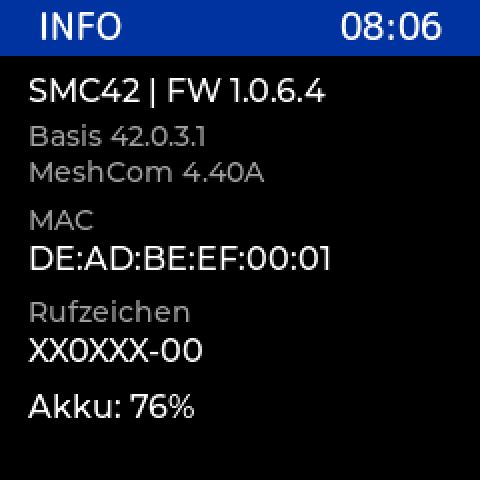 INFO 08:06
SMC42 | FW 1.0.6.4
Basis 42.0.3.1
MeshCom 4.40A
MAC
DE:AD:BE:EF:00:01
Rufzeichen
XX0XXX-00
Akku: 76%